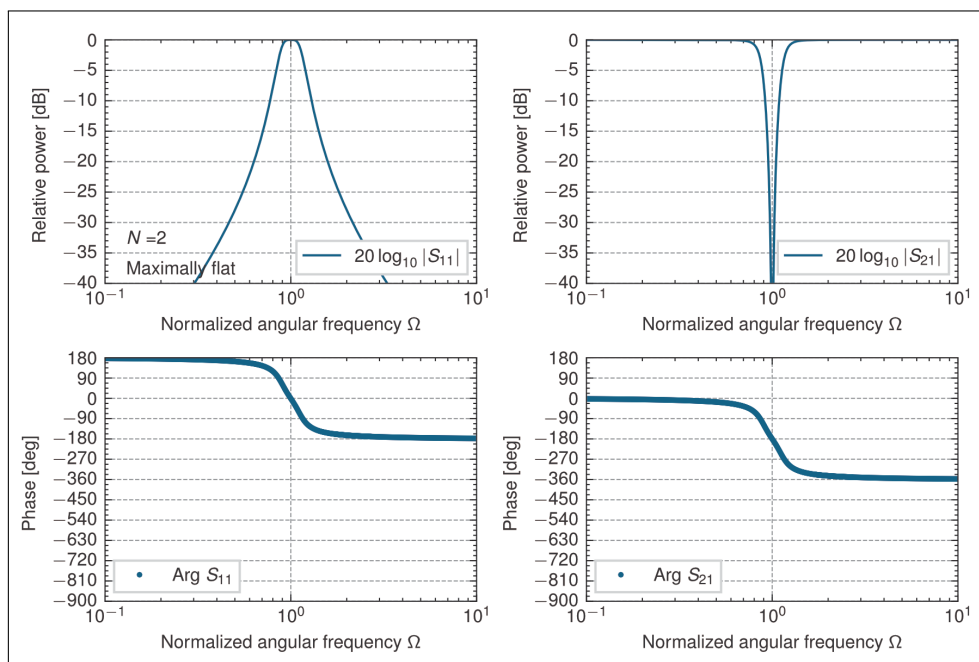 0
−5
−10
−15
−20
−25
−30
−35
−40
Relative power [dB]
N =2
Maximally flat
20 log₁₀ |S₁₁|
10⁻¹ 10⁰ 10¹
Normalized angular frequency Ω
0
−5
−10
−15
−20
−25
−30
−35
−40
Relative power [dB]
20 log₁₀ |S₂₁|
10⁻¹ 10⁰ 10¹
Normalized angular frequency Ω
180
90
0
−90
−180
−270
−360
−450
−540
−630
−720
−810
−900
Phase [deg]
Arg S₁₁
10⁻¹ 10⁰ 10¹
Normalized angular frequency Ω
180
90
0
−90
−180
−270
−360
−450
−540
−630
−720
−810
−900
Phase [deg]
Arg S₂₁
10⁻¹ 10⁰ 10¹
Normalized angular frequency Ω